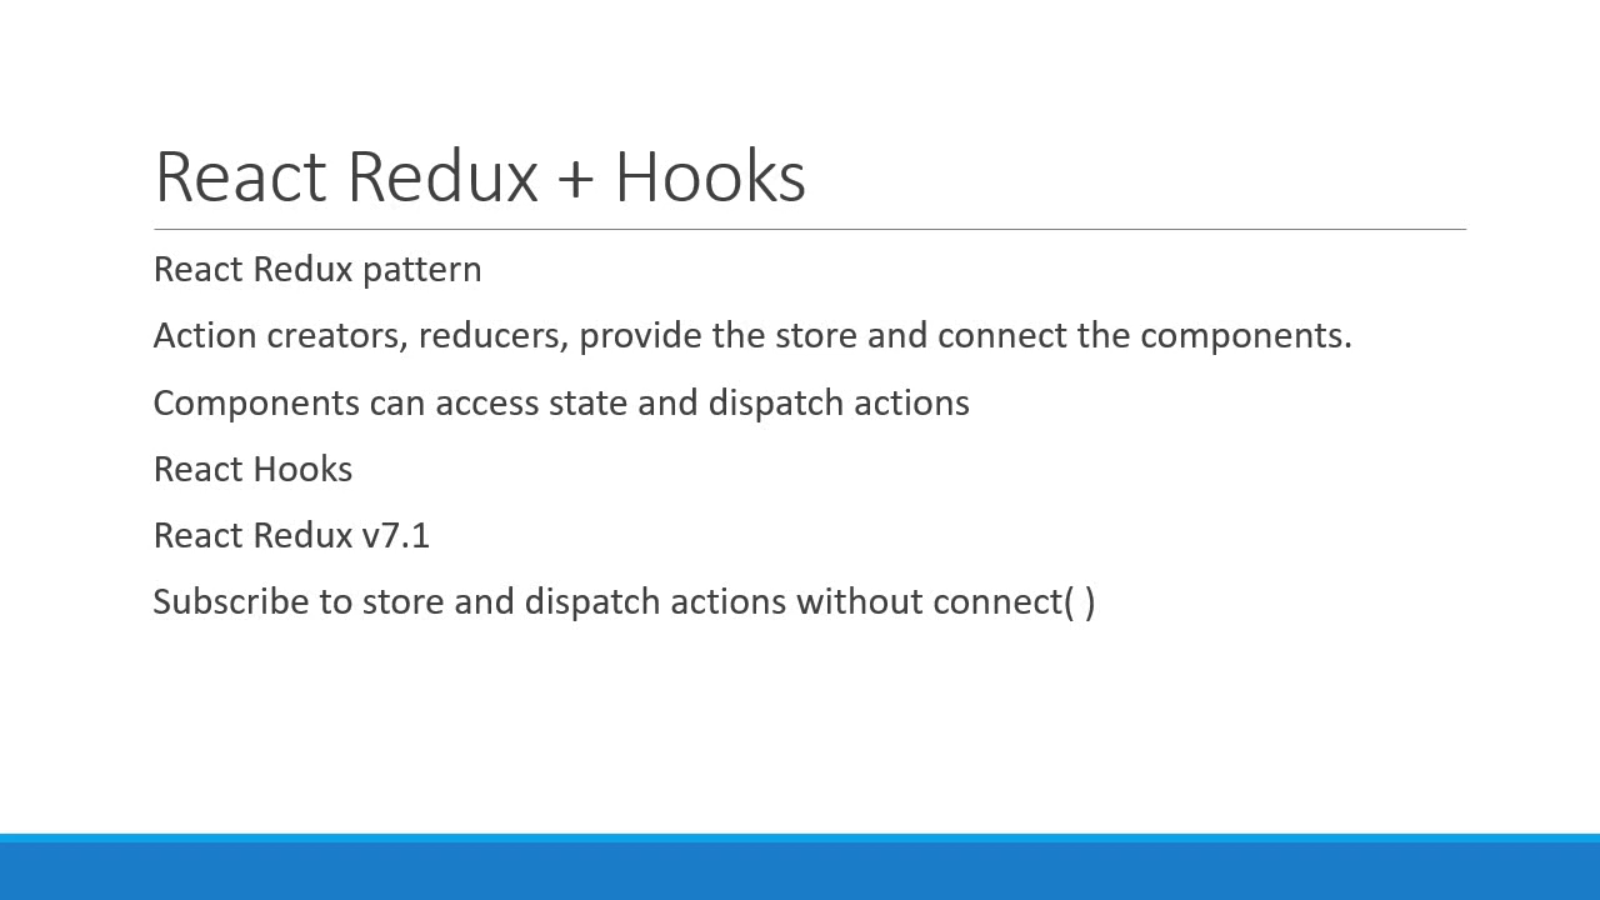 React Redux + Hooks
React Redux pattern
Action creators, reducers, provide the store and connect the components.
Components can access state and dispatch actions
React Hooks
React Redux v7.1
Subscribe to store and dispatch actions without connect( )